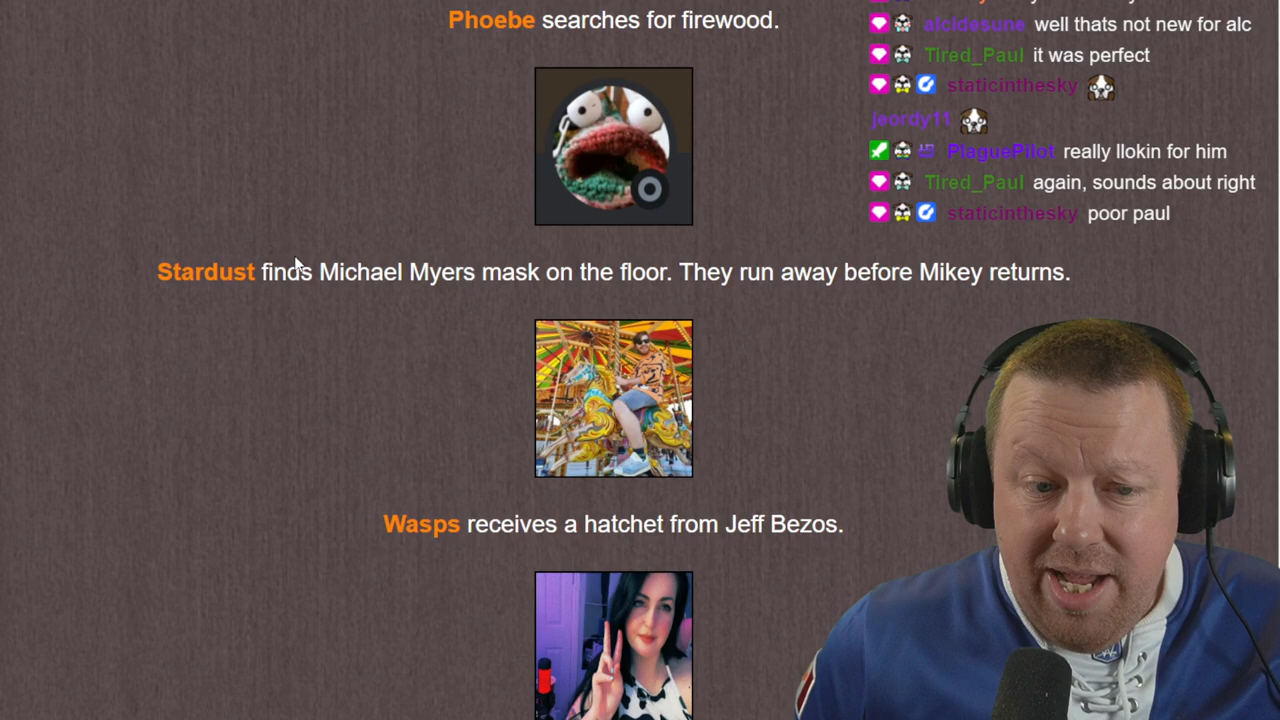 Phoebe searches for firewood.
Stardust finds Michael Myers mask on the floor. They run away before Mikey returns.
Wasps receives a hatchet from Jeff Bezos.
alcidesune well thats not new for alc
Tired_Paul it was perfect
staticinthesky
jeordy11
PlaguePilot really llokin for him
Tired_Paul again, sounds about right
staticinthesky poor paul